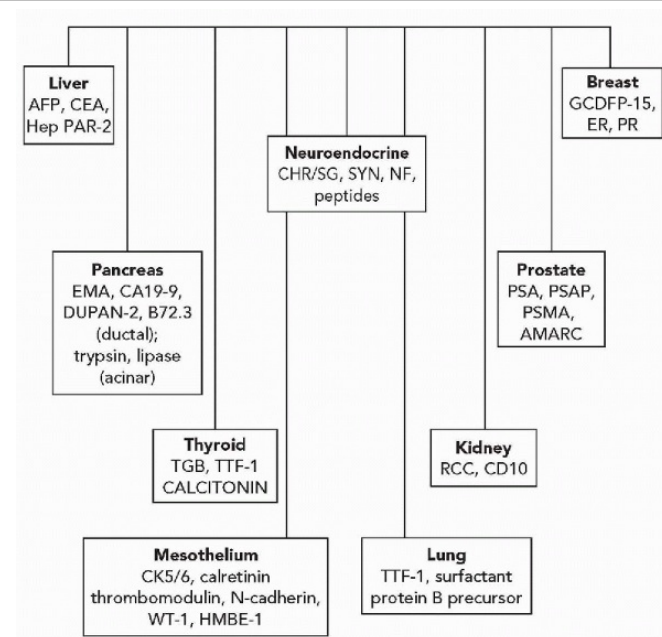 Liver
AFP, CEA,
Hep PAR-2
Breast
GCDFP-15,
ER, PR
Neuroendocrine
CHR/SG, SYN, NF,
peptides
Pancreas
EMA, CA19-9,
DUPAN-2, B72.3
(ductal);
trypsin, lipase
(acinar)
Prostate
PSA, PSAP,
PSMA,
AMARC
Thyroid
TGB, TTF-1
CALCITONIN
Kidney
RCC, CD10
Mesothelium
CK5/6, calretinin
thrombomodulin, N-cadherin,
WT-1, HMBE-1
Lung
TTF-1, surfactant
protein B precursor